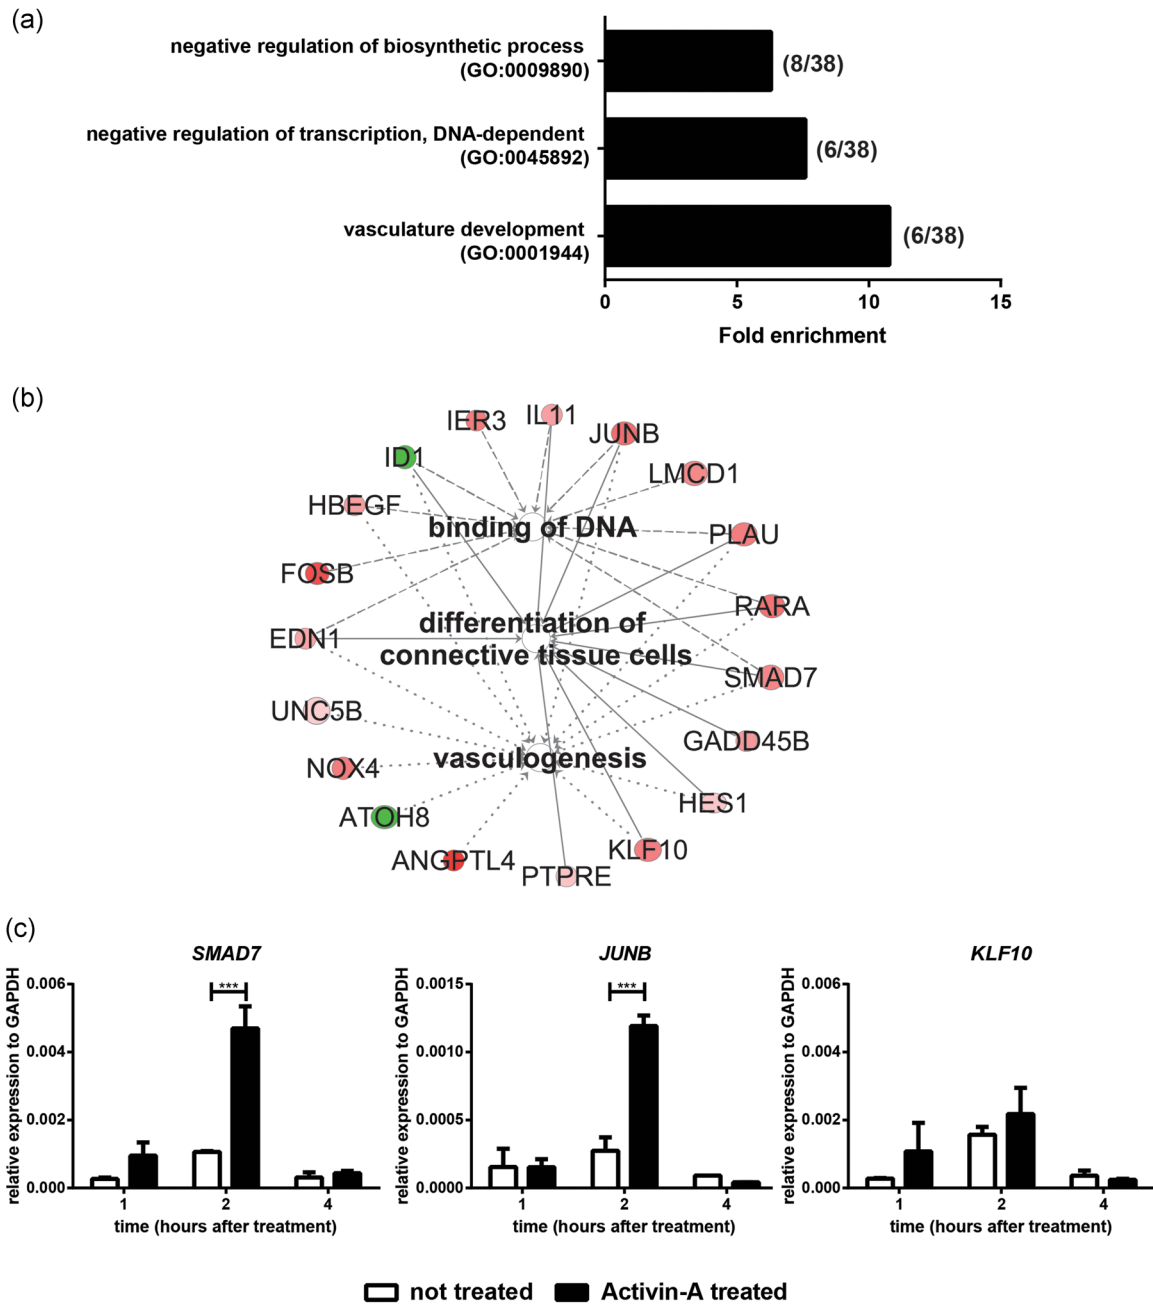 (a)
negative regulation of biosynthetic process
(GO:0009890)
(8/38)
negative regulation of transcription, DNA-dependent
(GO:0045892)
(6/38)
vasculature development
(GO:0001944)
(6/38)
0 5 10 15
Fold enrichment
(b)
IER3
IL11
JUNB
ID1
LMCD1
HBEGF
binding of DNA
PLAU
FOSB
RARA
differentiation of
connective tissue cells
EDN1
SMAD7
UNC5B
GADD45B
vasculogenesis
NOX4
HES1
ATOH8
KLF10
ANGPTL4
PTPRE
(c)
SMAD7
relative expression to GAPDH
0.006
0.004
0.002
0.000
***
1 2 4
time (hours after treatment)
JUNB
relative expression to GAPDH
0.0015
0.0010
0.0005
0.0000
***
1 2 4
time (hours after treatment)
KLF10
relative expression to GAPDH
0.006
0.004
0.002
0.000
1 2 4
time (hours after treatment)
not treated Activin-A treated